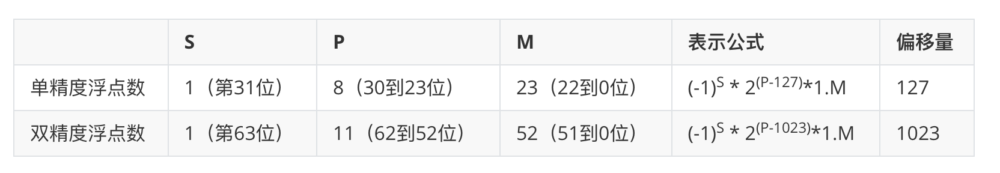 S P M 表示公式 偏移量
单精度浮点数 1（第31位） 8（30到23位） 23（22到0位） (-1)^S * 2^(P-127)*1.M 127
双精度浮点数 1（第63位） 11（62到52位） 52（51到0位） (-1)^S * 2^(P-1023)*1.M 1023